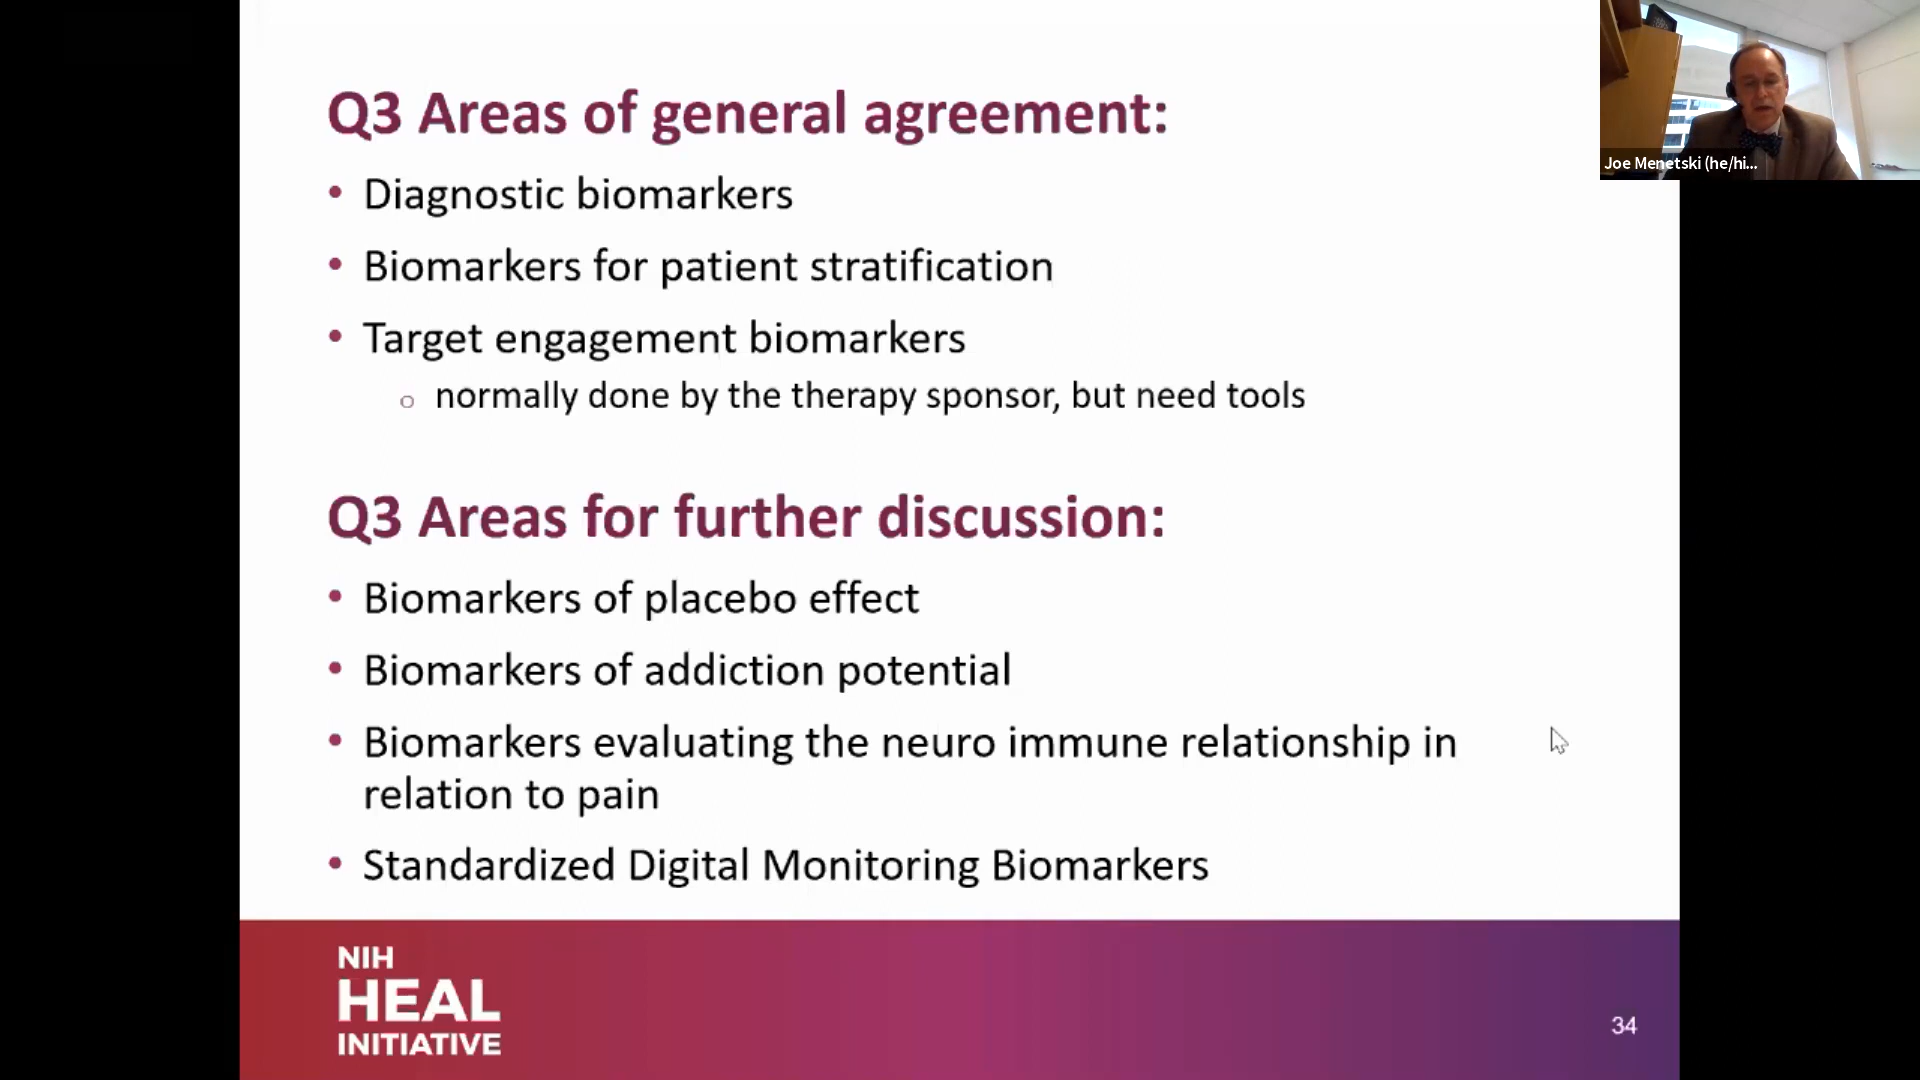 Q3 Areas of general agreement:
• Diagnostic biomarkers
• Biomarkers for patient stratification
• Target engagement biomarkers
o normally done by the therapy sponsor, but need tools
Q3 Areas for further discussion:
• Biomarkers of placebo effect
• Biomarkers of addiction potential
• Biomarkers evaluating the neuro immune relationship in
relation to pain
• Standardized Digital Monitoring Biomarkers
NIH
HEAL
INITIATIVE
34
Joe Menetski (he/hi...